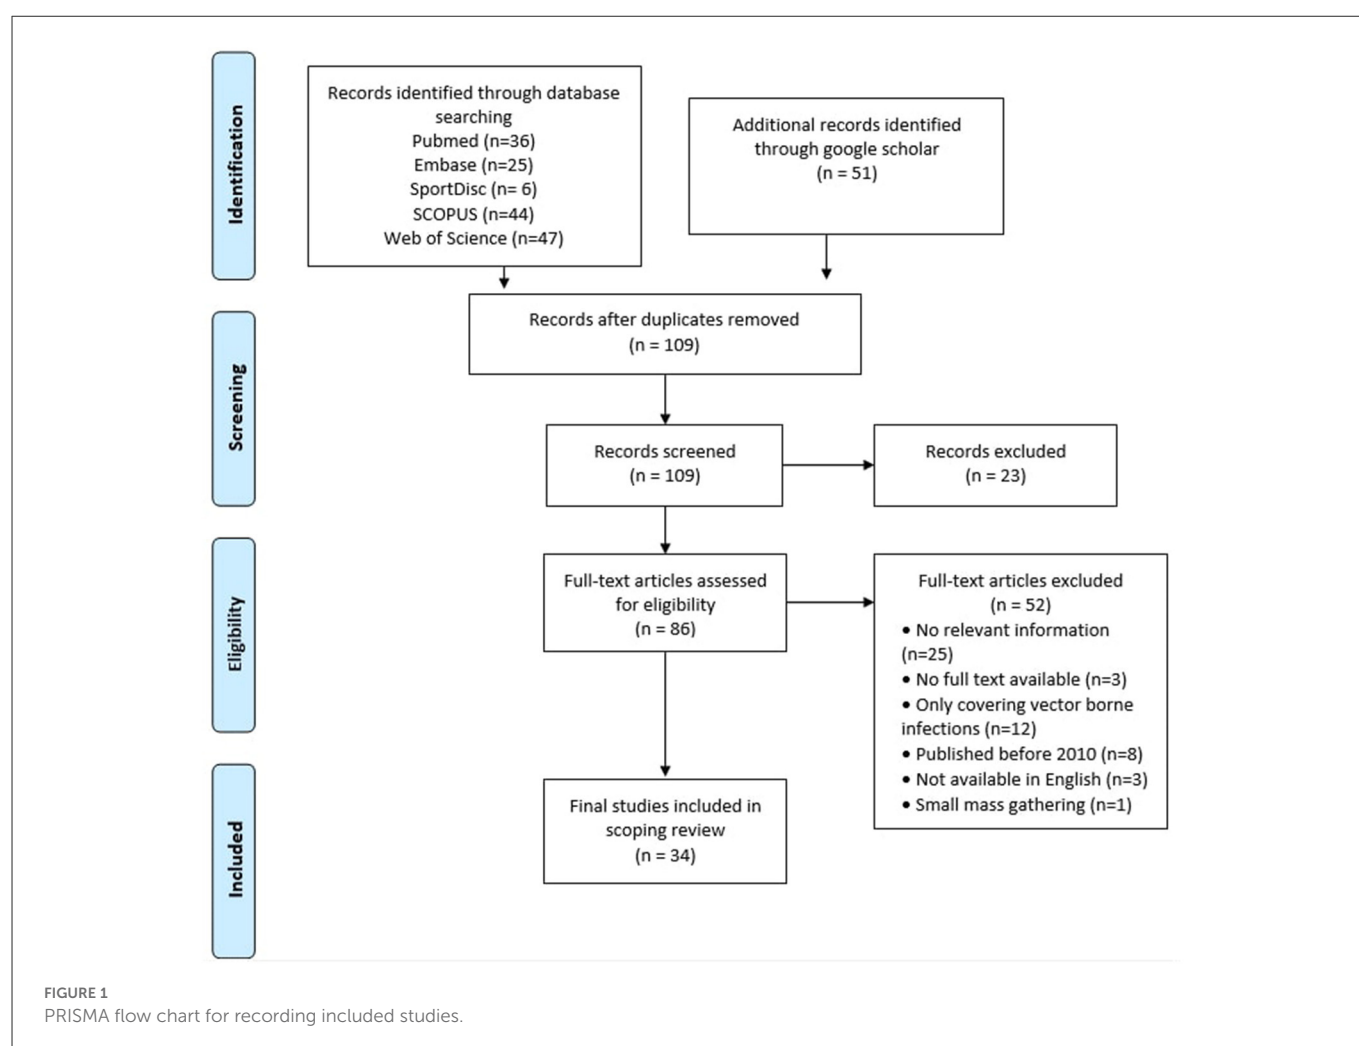 Identification
Records identified through database
searching
Pubmed (n=36)
Embase (n=25)
SportDisc (n= 6)
SCOPUS (n=44)
Web of Science (n=47)
Additional records identified
through google scholar
(n = 51)
Screening
Records after duplicates removed
(n = 109)
Records screened
(n = 109)
Records excluded
(n = 23)
Eligibility
Full-text articles assessed
for eligibility
(n = 86)
Full-text articles excluded
(n = 52)
• No relevant information
(n=25)
• No full text available (n=3)
• Only covering vector borne
infections (n=12)
• Published before 2010 (n=8)
• Not available in English (n=3)
• Small mass gathering (n=1)
Included
Final studies included in
scoping review
(n = 34)
FIGURE 1
PRISMA flow chart for recording included studies.